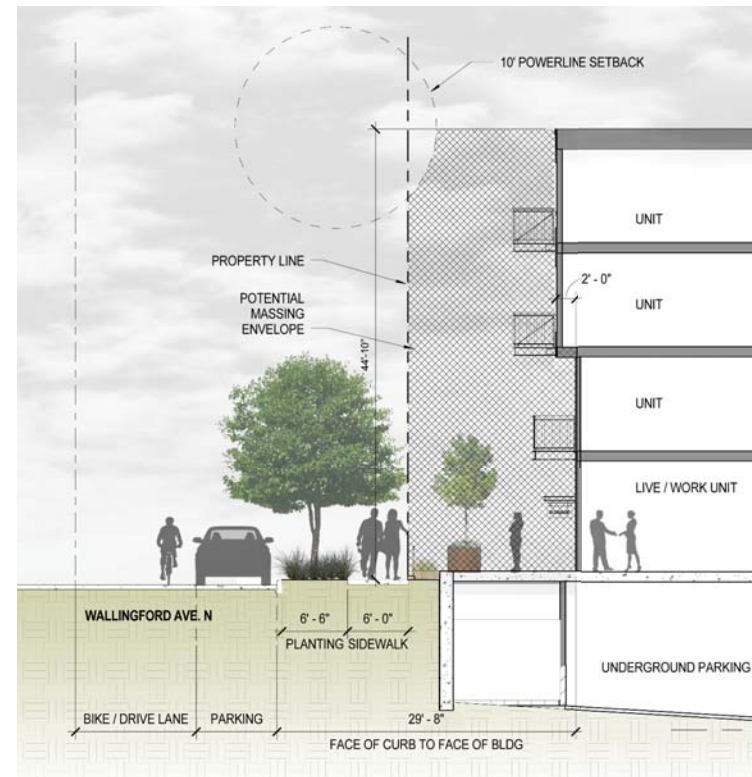 10' POWERLINE SETBACK
UNIT
PROPERTY LINE
2' - 0"
POTENTIAL
MASSING
ENVELOPE
UNIT
44'-10"
UNIT
LIVE / WORK UNIT
WALLINGFORD AVE. N
6' - 6"
6' - 0"
PLANTING SIDEWALK
UNDERGROUND PARKING
BIKE / DRIVE LANE
PARKING
29' - 8"
FACE OF CURB TO FACE OF BLDG